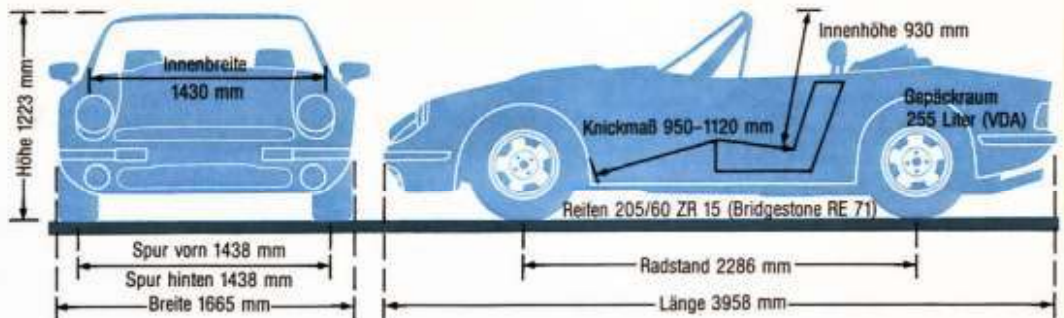 Höhe 1223 mm
Innenbreite
1430 mm
Innenhöhe 930 mm
Knickmaß 950–1120 mm
Gepäckraum
255 Liter (VDA)
Reifen 205/60 ZR 15 (Bridgestone RE 71)
Spur vorn 1438 mm
Spur hinten 1438 mm
Breite 1665 mm
Radstand 2286 mm
Länge 3958 mm